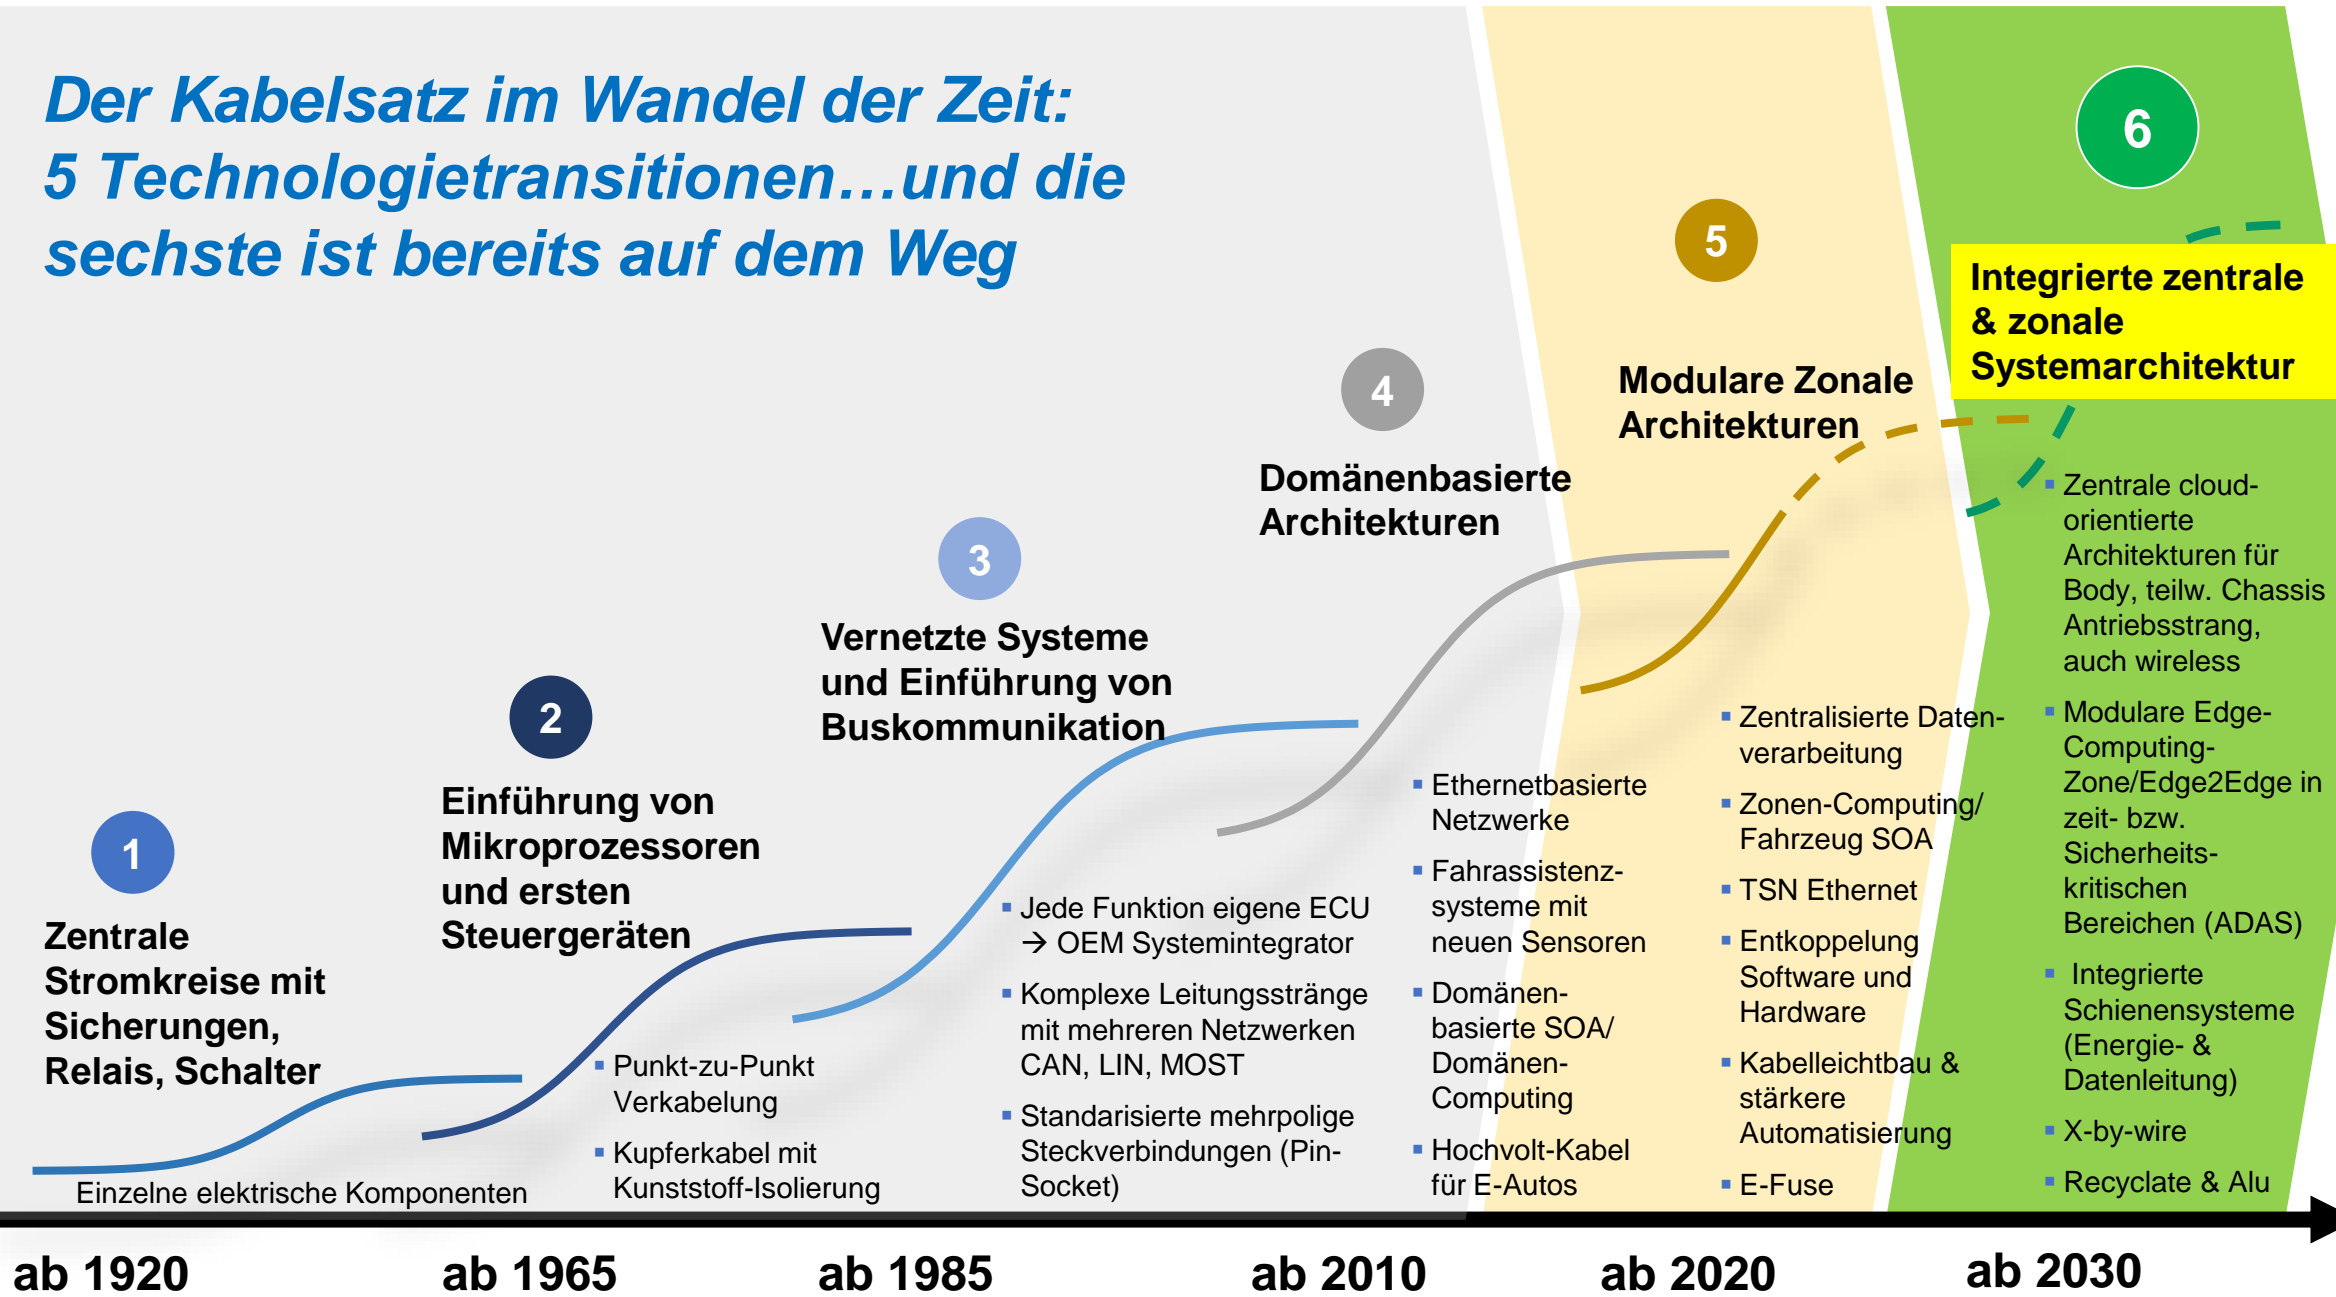 Der Kabelsatz im Wandel der Zeit:
5 Technologietransitionen…und die
sechste ist bereits auf dem Weg
1
Zentrale
Stromkreise mit
Sicherungen,
Relais, Schalter
Einzelne elektrische Komponenten
ab 1920
2
Einführung von
Mikroprozessoren
und ersten
Steuergeräten
▪ Punkt-zu-Punkt
Verkabelung
▪ Kupferkabel mit
Kunststoff-Isolierung
ab 1965
3
Vernetzte Systeme
und Einführung von
Buskommunikation
▪ Jede Funktion eigene ECU
→ OEM Systemintegrator
▪ Komplexe Leitungsstränge
mit mehreren Netzwerken
CAN, LIN, MOST
▪ Standarisierte mehrpolige
Steckverbindungen (Pin-
Socket)
ab 1985
4
Domänenbasierte
Architekturen
▪ Ethernetbasierte
Netzwerke
▪ Fahrassistenz-
systeme mit
neuen Sensoren
▪ Domänen-
basierte SOA/
Domänen-
Computing
▪ Hochvolt-Kabel
für E-Autos
ab 2010
5
Modulare Zonale
Architekturen
▪ Zentralisierte Daten-
verarbeitung
▪ Zonen-Computing/
Fahrzeug SOA
▪ TSN Ethernet
▪ Entkoppelung
Software und
Hardware
▪ Kabelleichtbau &
stärkere
Automatisierung
▪ E-Fuse
ab 2020
6
Integrierte zentrale
& zonale
Systemarchitektur
▪ Zentrale cloud-
orientierte
Architekturen für
Body, teilw. Chassis
Antriebsstrang,
auch wireless
▪ Modulare Edge-
Computing-
Zone/Edge2Edge in
zeit- bzw.
Sicherheits-
kritischen
Bereichen (ADAS)
▪ Integrierte
Schienensysteme
(Energie- &
Datenleitung)
▪ X-by-wire
▪ Recyclate & Alu
ab 2030